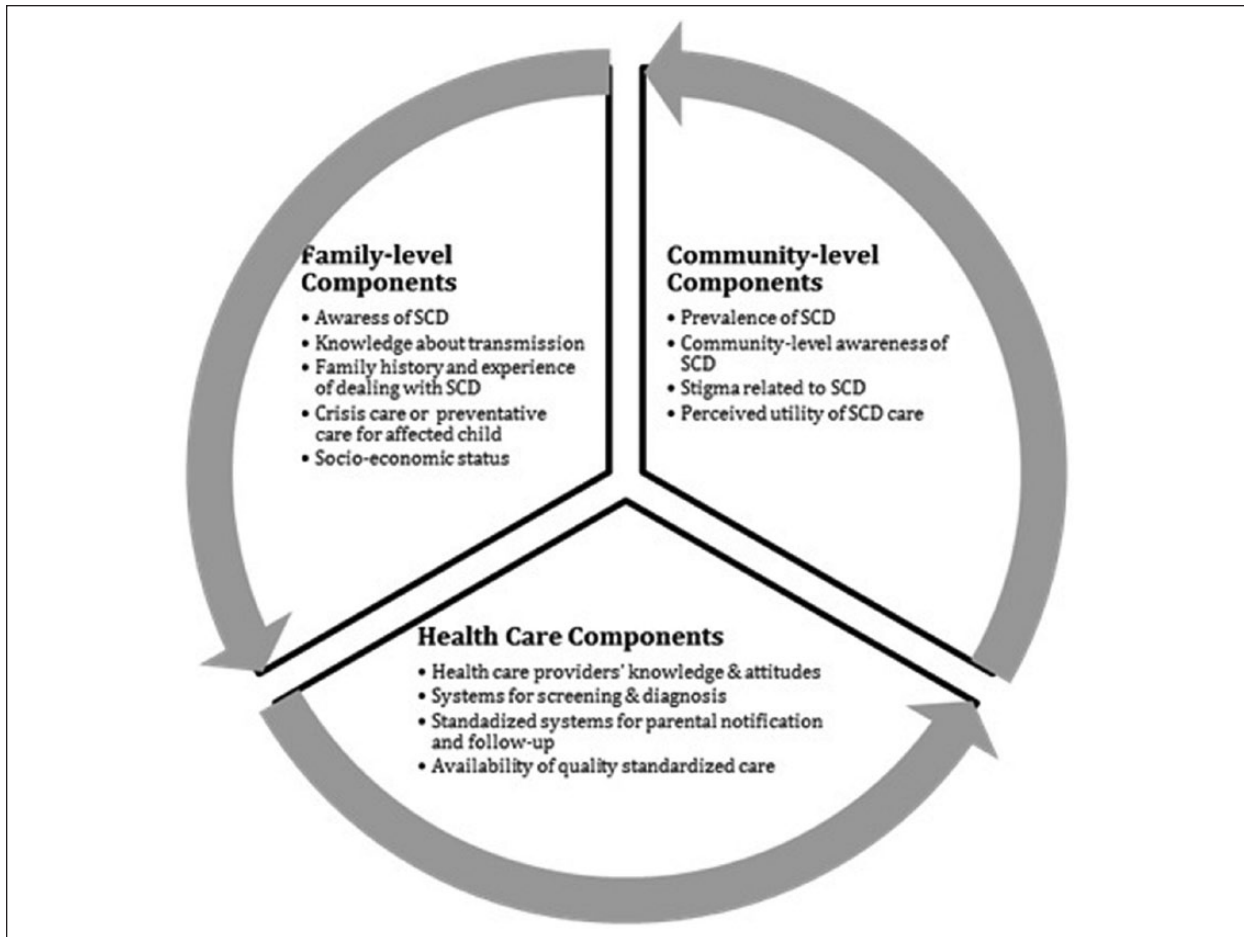 Family-level
Components
• Awaress of SCD
• Knowledge about transmission
• Family history and experience
of dealing with SCD
• Crisis care or preventative
care for affected child
• Socio-economic status
Community-level
Components
• Prevalence of SCD
• Community-level awareness of
SCD
• Stigma related to SCD
• Perceived utility of SCD care
Health Care Components
• Health care providers' knowledge & attitudes
• Systems for screening & diagnosis
• Standadized systems for parental notification
and follow-up
• Availability of quality standardized care